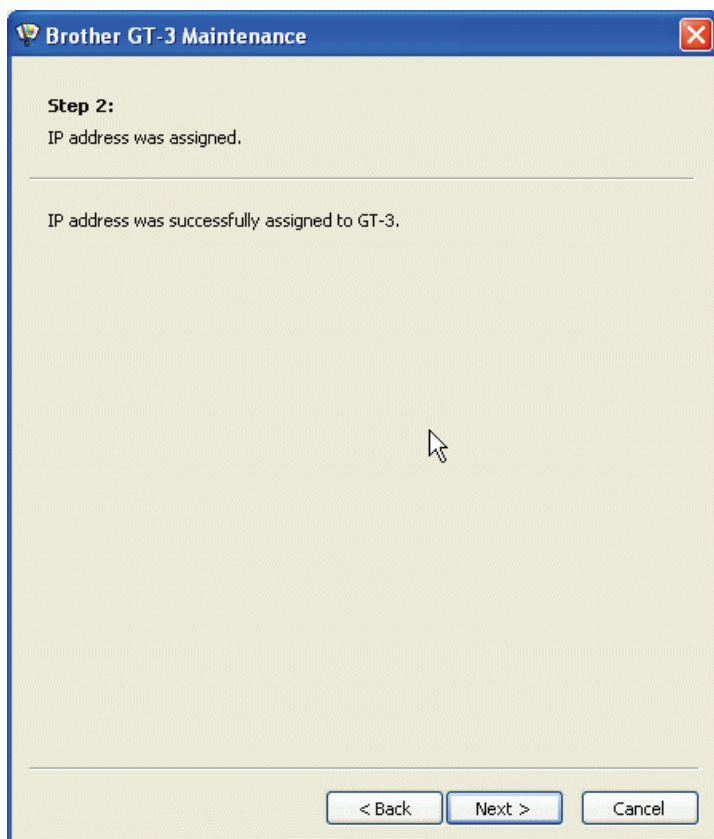 Brother GT-3 Maintenance
Step 2:
IP address was assigned.
IP address was successfully assigned to GT-3.
< Back Next > Cancel